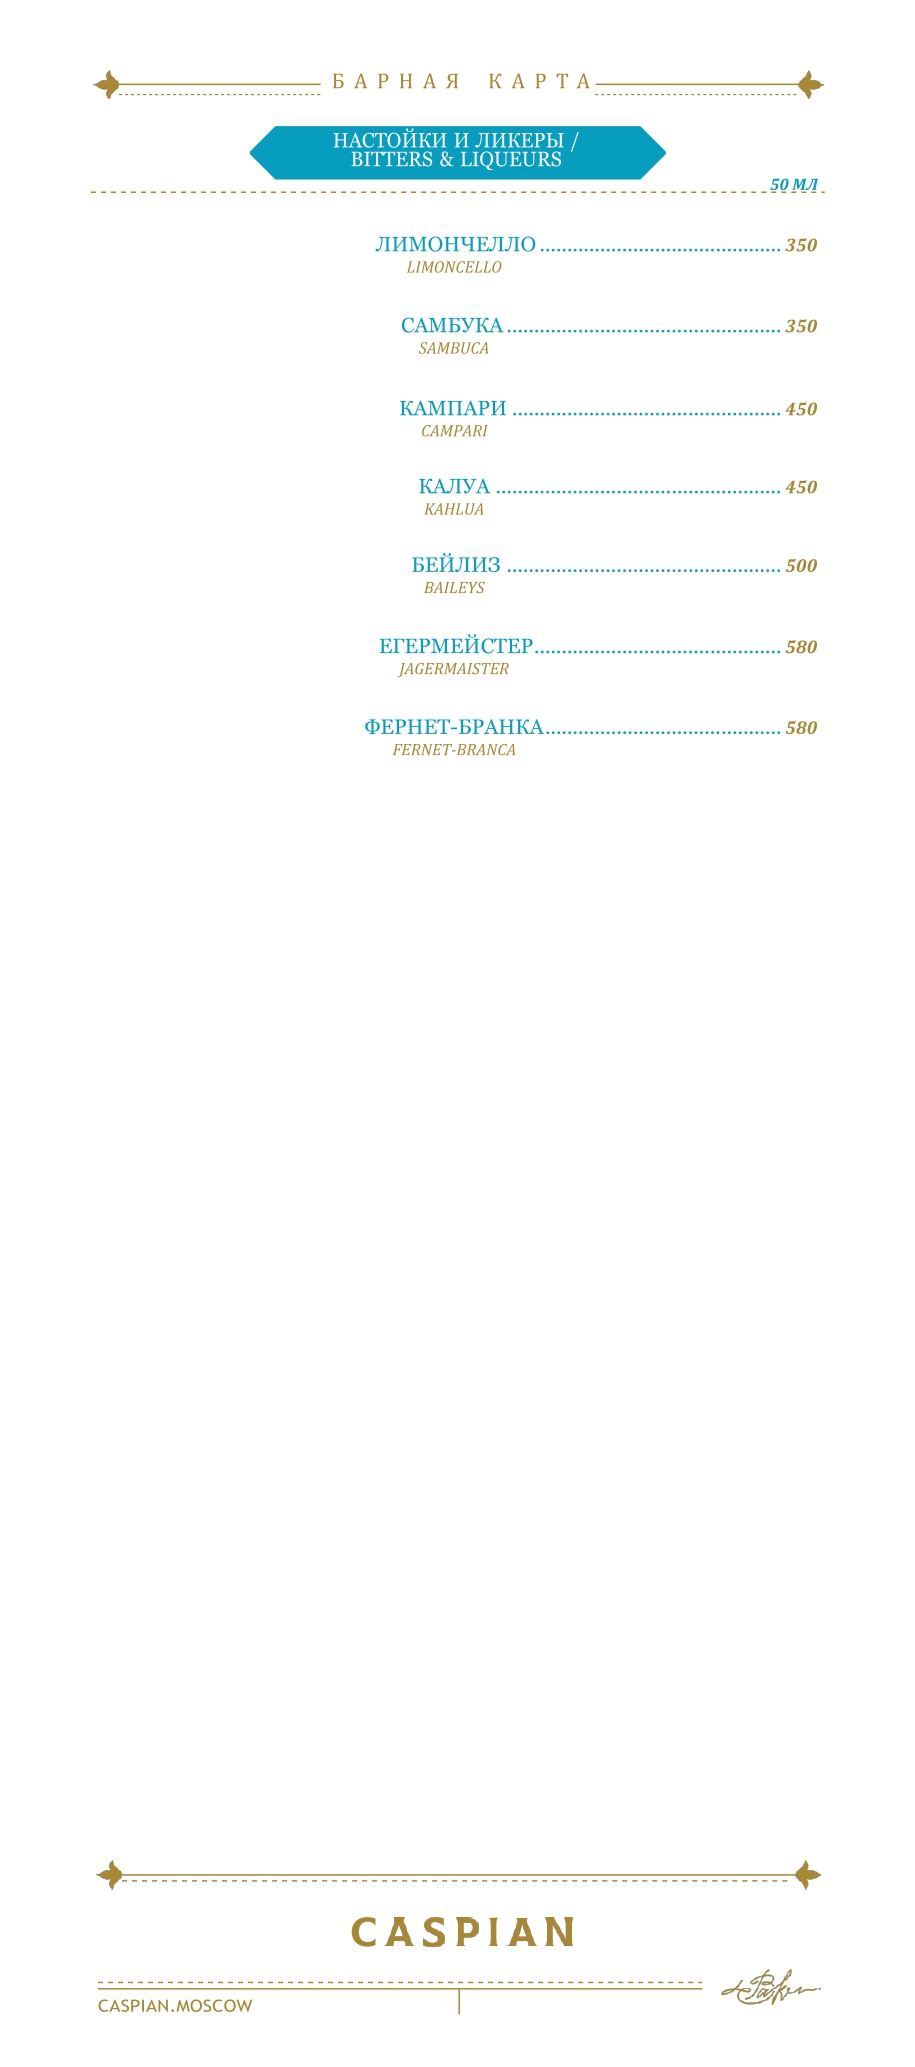 БАРНАЯ КАРТА
НАСТОЙКИ И ЛИКЕРЫ /
BITTERS & LIQUEURS
50 МЛ
ЛИМОНЧЕЛЛО 350
LIMONCELLO
САМБУКА 350
SAMBUCA
КАМПАРИ 450
CAMPARI
КАЛУА 450
KAHLUA
БЕЙЛИЗ 500
BAILEYS
ЕГЕРМЕЙСТЕР 580
JAGERMAISTER
ФЕРНЕТ-БРАНКА 580
FERNET-BRANCA
CASPIAN
CASPIAN.MOSCOW